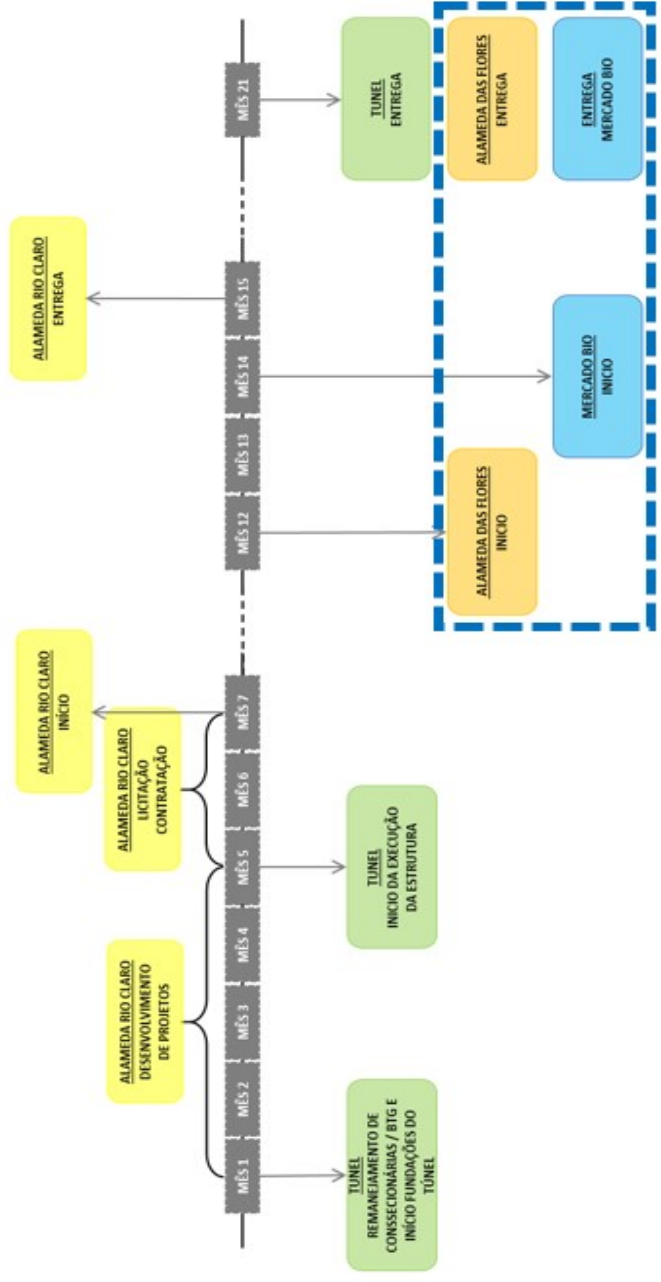 ALAMEDA RIO CLARO
DESENVOLVIMENTO
DE PROJETOS
ALAMEDA RIO CLARO
LICITAÇÃO
CONTRATAÇÃO
ALAMEDA RIO CLARO
INÍCIO
ALAMEDA RIO CLARO
ENTREGA
MÊS 1
MÊS 2
MÊS 3
MÊS 4
MÊS 5
MÊS 6
MÊS 7
MÊS 12
MÊS 13
MÊS 14
MÊS 15
MÊS 21
TUNEL
REMANEJAMENTO DE
CONSSECIONÁRIAS / BTG E
INÍCIO FUNDAÇÕES DO
TÚNEL
TUNEL
INICIO DA EXECUÇÃO
DA ESTRUTURA
TUNEL
ENTREGA
ALAMEDA DAS FLORES
INICIO
ALAMEDA DAS FLORES
ENTREGA
MERCADO BIO
INICIO
ENTREGA
MERCADO BIO